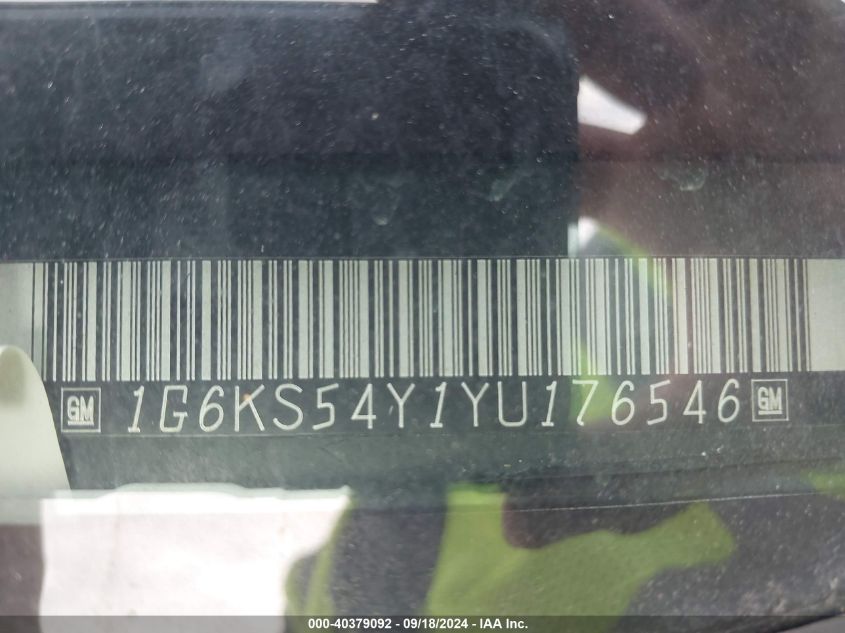 GM 1G6KS54Y1YU176546 GM
000-40379092 - 09/18/2024 - IAA Inc.